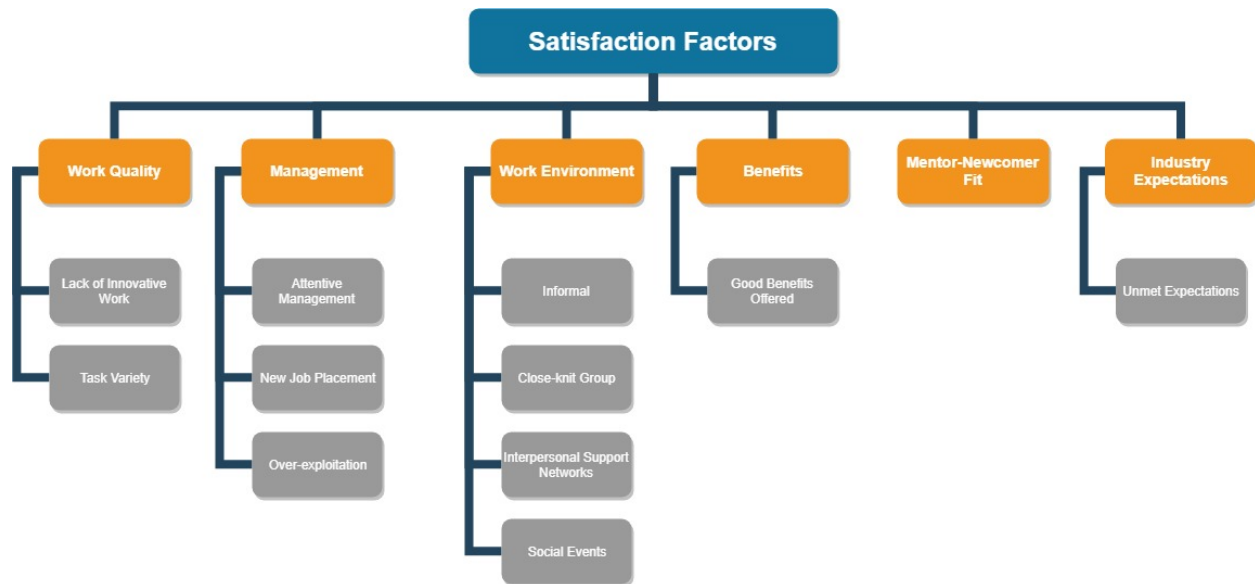 Satisfaction Factors
Work Quality
Management
Work Environment
Benefits
Mentor-Newcomer
Fit
Industry
Expectations
Lack of Innovative
Work
Attentive
Management
Informal
Good Benefits
Offered
Unmet Expectations
Task Variety
New Job Placement
Close-knit Group
Over-exploitation
Interpersonal Support
Networks
Social Events